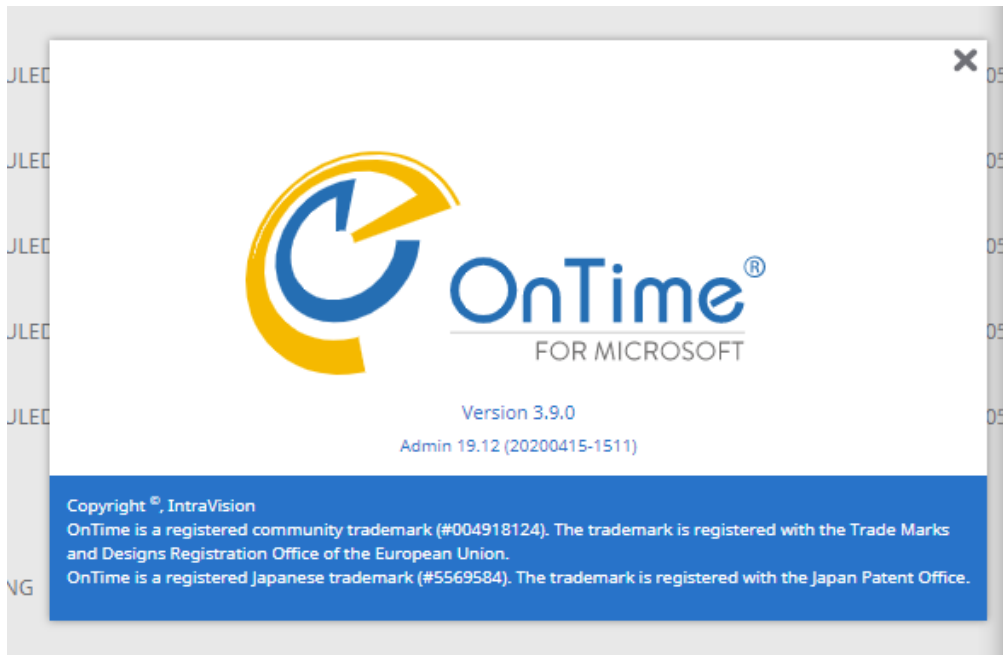 OnTime®
FOR MICROSOFT
Version 3.9.0
Admin 19.12 (20200415-1511)
Copyright ©, IntraVision
OnTime is a registered community trademark (#004918124). The trademark is registered with the Trade Marks
and Designs Registration Office of the European Union.
OnTime is a registered Japanese trademark (#5569584). The trademark is registered with the Japan Patent Office.